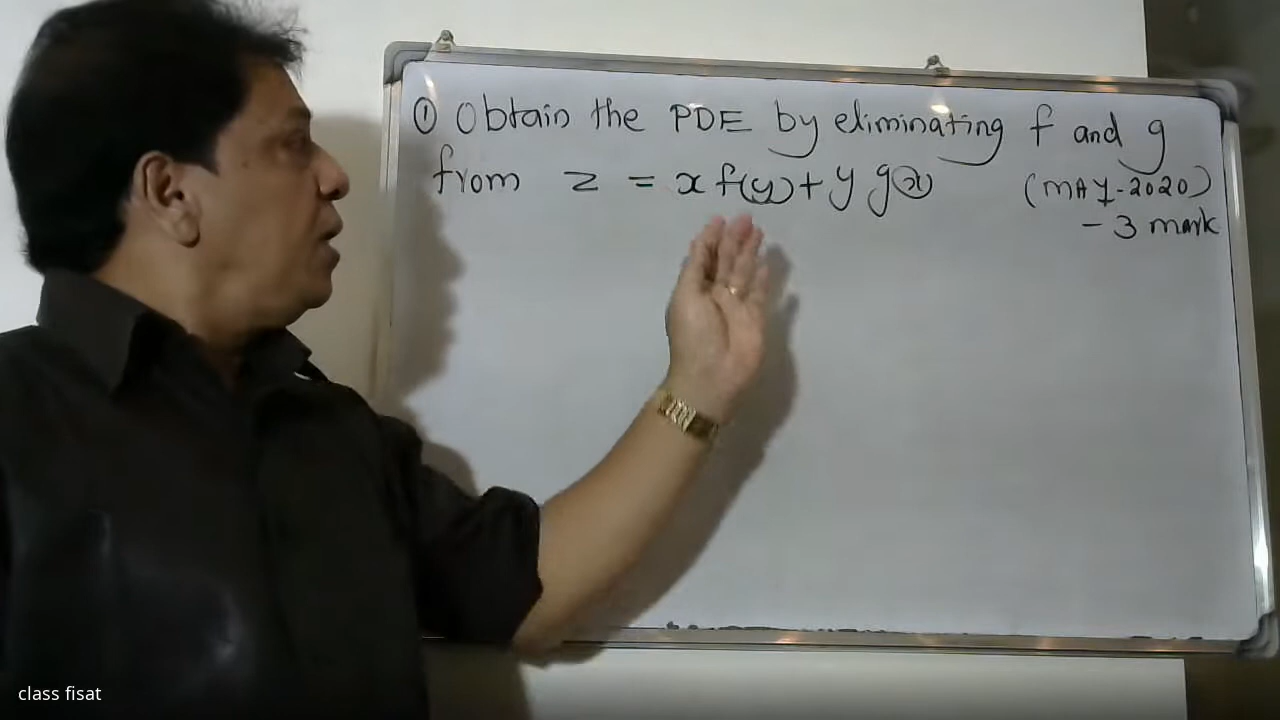 ① Obtain the PDE by eliminating f and g
from z = x f(y) + y g(x) (MAY-2020)
- 3 mark
class fisat